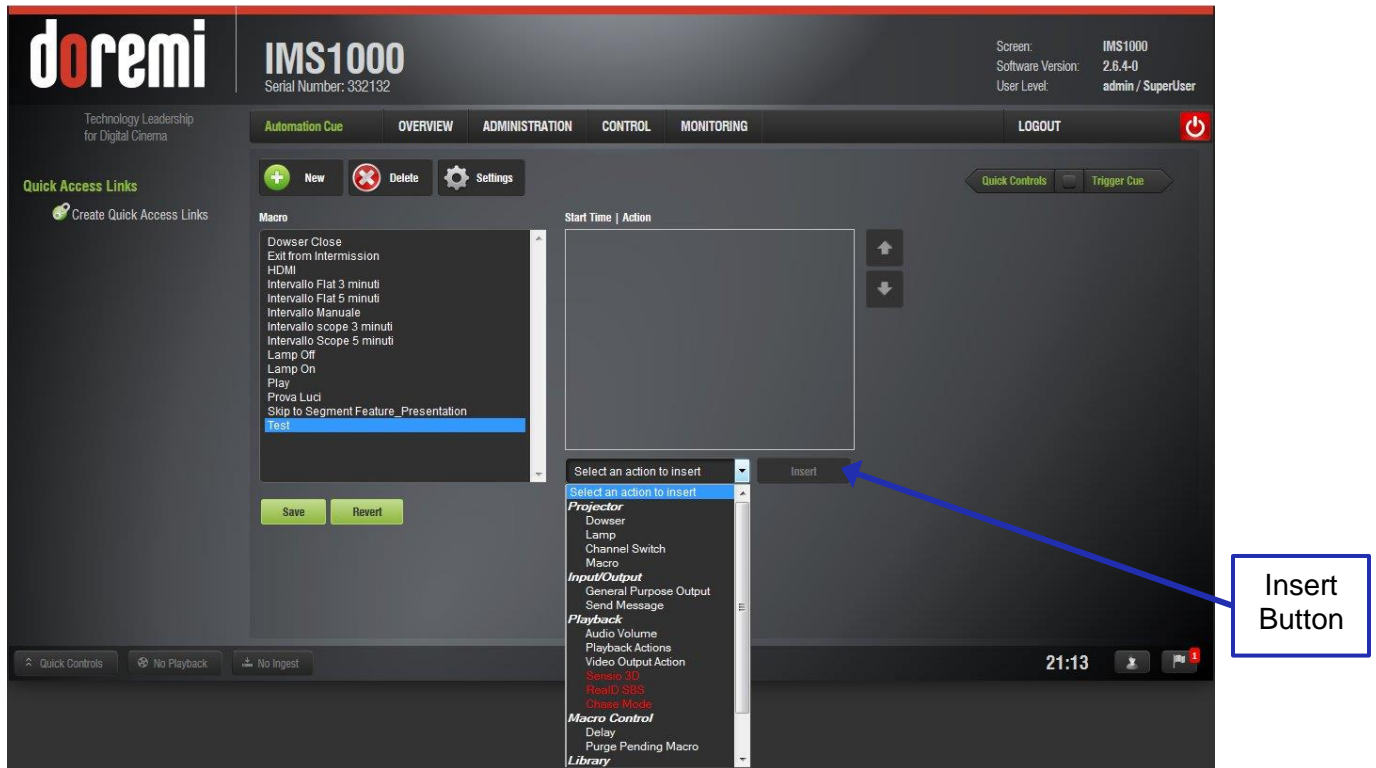 doremi
IMS1000
Serial Number: 332132
Screen: IMS1000
Software Version: 2.6.4-0
User Level: admin / SuperUser
Technology Leadership
for Digital Cinema
Automation Cue OVERVIEW ADMINISTRATION CONTROL MONITORING LOGOUT
Quick Access Links
Create Quick Access Links
New Delete Settings
Quick Controls Trigger Cue
Macro
Start Time | Action
Dowser Close
Exit from Intermission
HDMI
Intervallo Flat 3 minuti
Intervallo Flat 5 minuti
Intervallo Manuale
Intervallo scope 3 minuti
Intervallo Scope 5 minuti
Lamp Off
Lamp On
Play
Prova Luci
Skip to Segment Feature_Presentation
Test
Select an action to insert Insert
Select an action to insert
Projector
Dowser
Lamp
Channel Switch
Macro
Input/Output
General Purpose Output
Send Message
Playback
Audio Volume
Playback Actions
Video Output Action
Sensio 3D
RealD SBS
Chase Mode
Macro Control
Delay
Purge Pending Macro
Library
Save Revert
Insert
Button
Quick Controls No Playback No Ingest
21:13 1